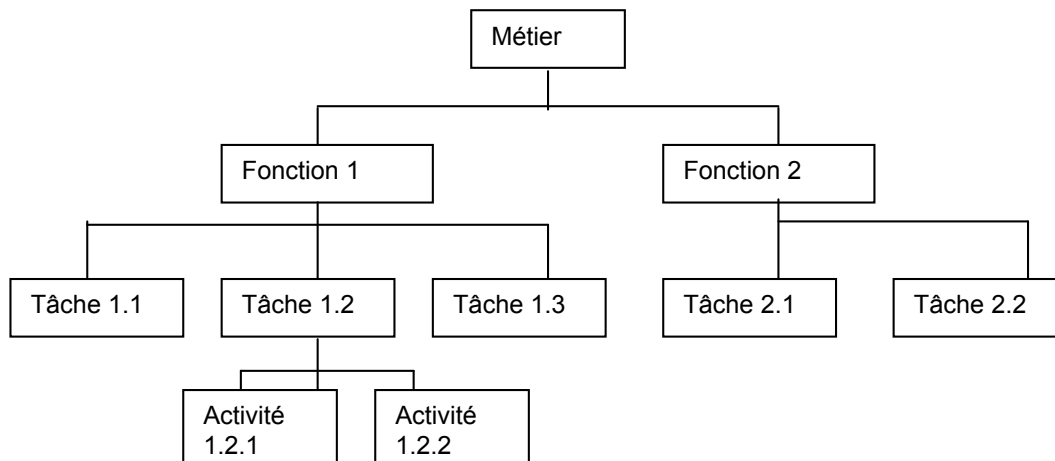 Métier
Fonction 1
Fonction 2
Tâche 1.1
Tâche 1.2
Tâche 1.3
Tâche 2.1
Tâche 2.2
Activité
1.2.1
Activité
1.2.2